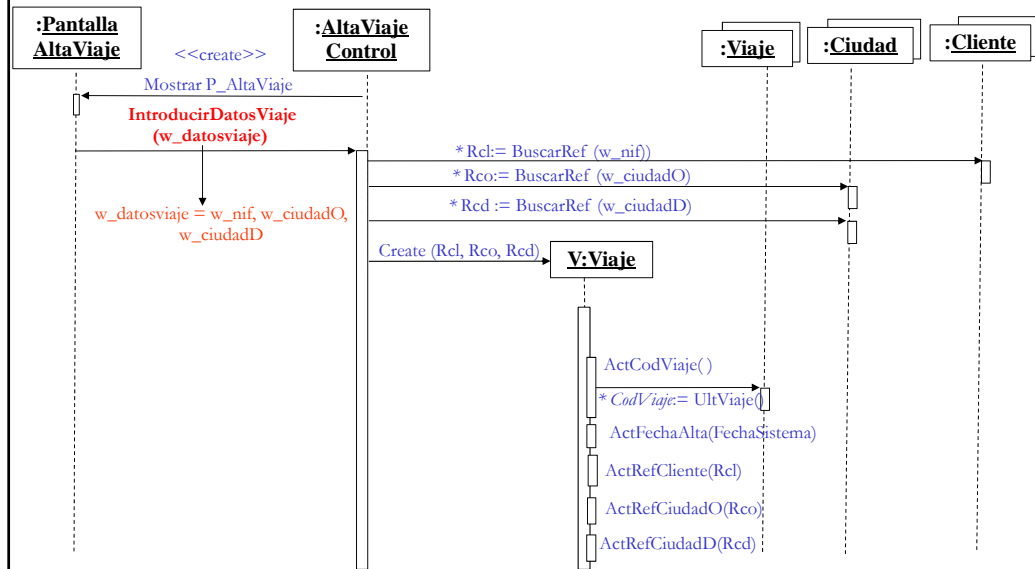 :Pantalla
AltaViaje
<<create>>
:AltaViaje
Control
:Viaje
:Ciudad
:Cliente
Mostrar P_AltaViaje
IntroducirDatosViaje
(w_datosviaje)
* Rcl:= BuscarRef (w_nif))
* Rco:= BuscarRef (w_ciudadO)
* Rcd := BuscarRef (w_ciudadD)
w_datosviaje = w_nif, w_ciudadO,
w_ciudadD
Create (Rcl, Rco, Rcd)
V:Viaje
ActCodViaje( )
* CodViaje:= UltViaje()
ActFechaAlta(FechaSistema)
ActRefCliente(Rcl)
ActRefCiudadO(Rco)
ActRefCiudadD(Rcd)